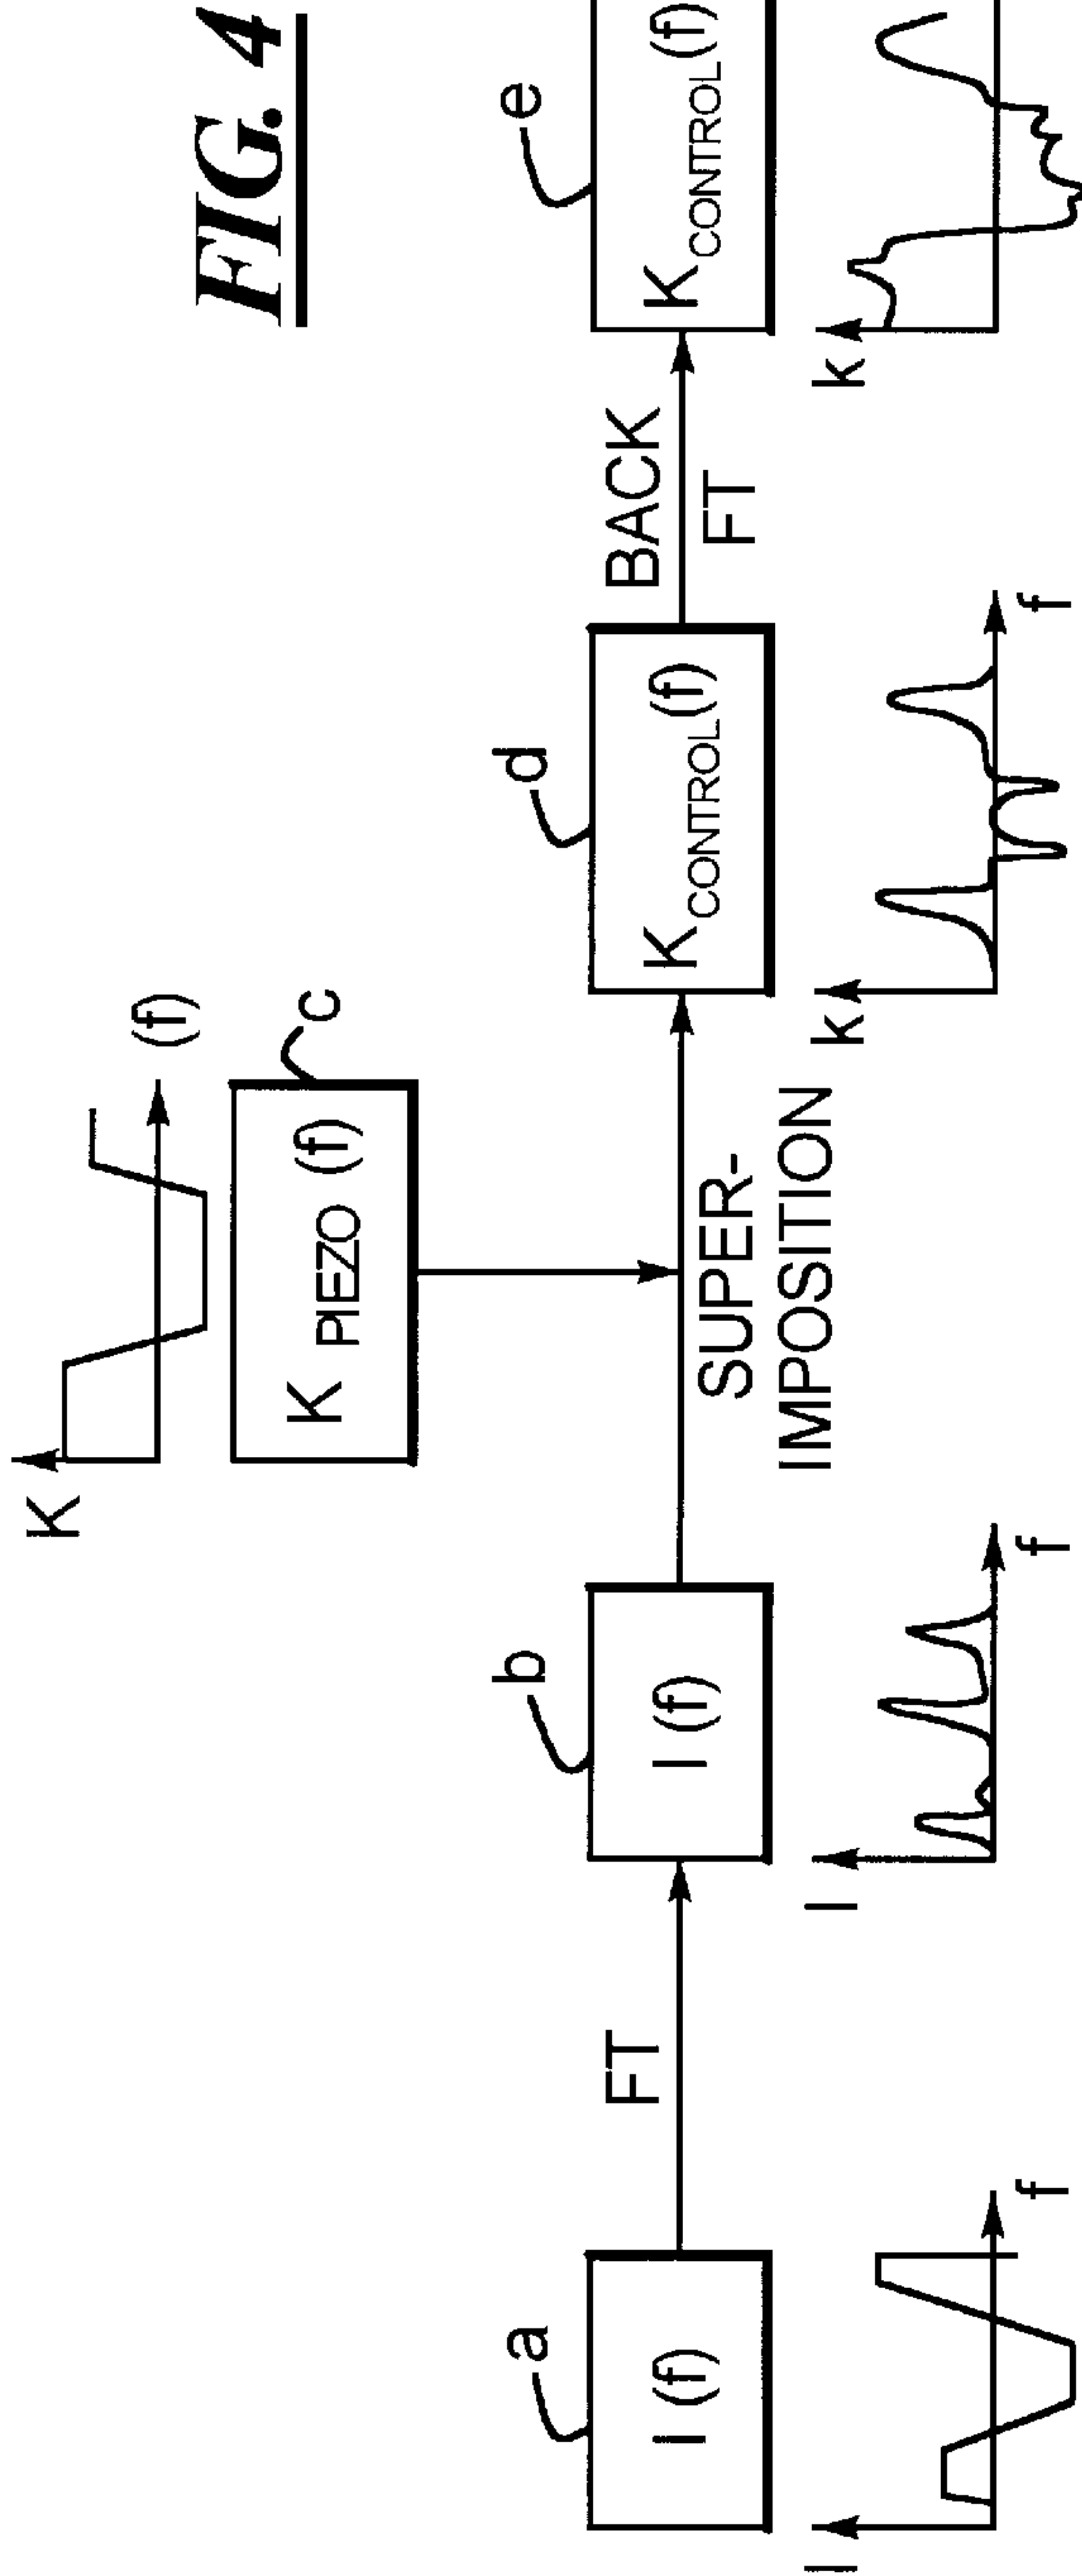 FIG. 4
K
(f)
K PIEZO (f)
c
a
I (f)
FT
b
I (f)
SUPER-
IMPOSITION
d
K CONTROL (f)
BACK
FT
e
K CONTROL (f)
I
f
I
f
k
f
k